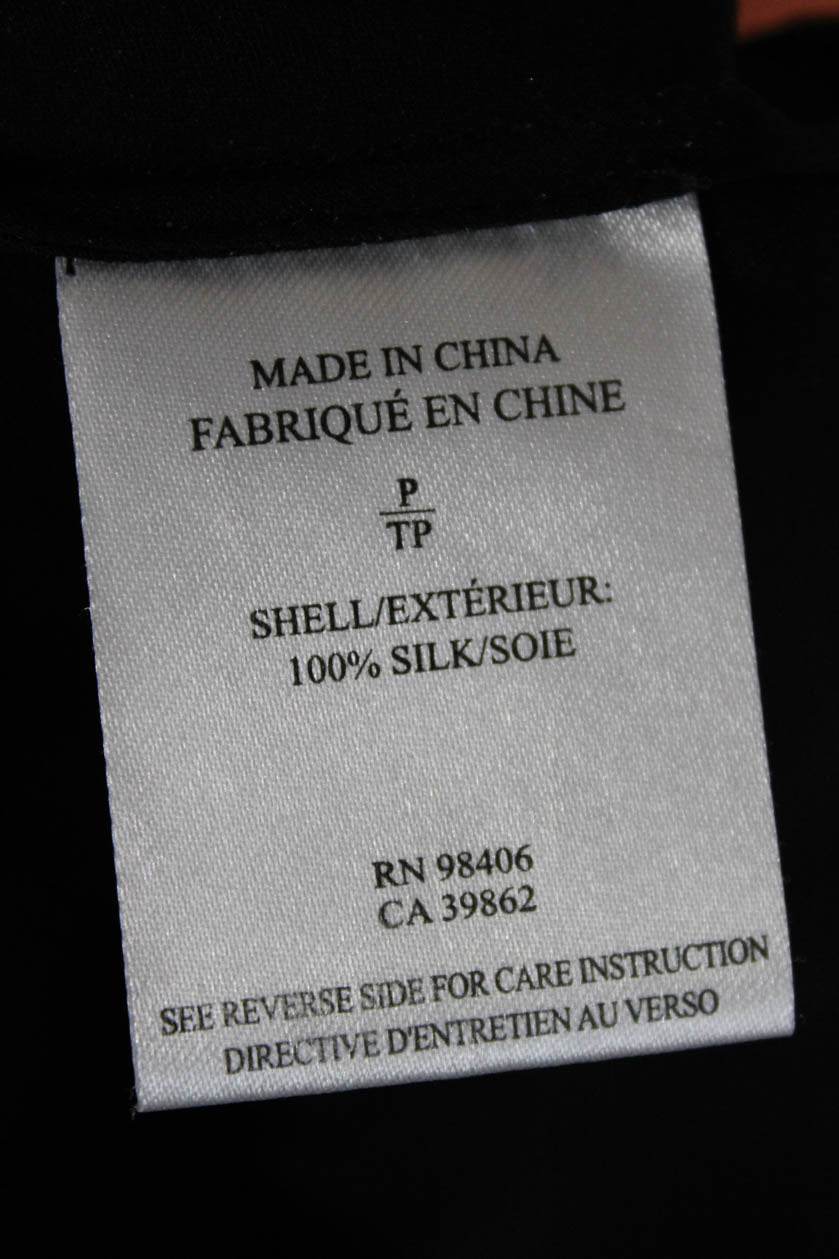 MADE IN CHINA
FABRIQUÉ EN CHINE
P
TP
SHELL/EXTÉRIEUR:
100% SILK/SOIE
RN 98406
CA 39862
SEE REVERSE SIDE FOR CARE INSTRUCTION
DIRECTIVE D'ENTRETIEN AU VERSO